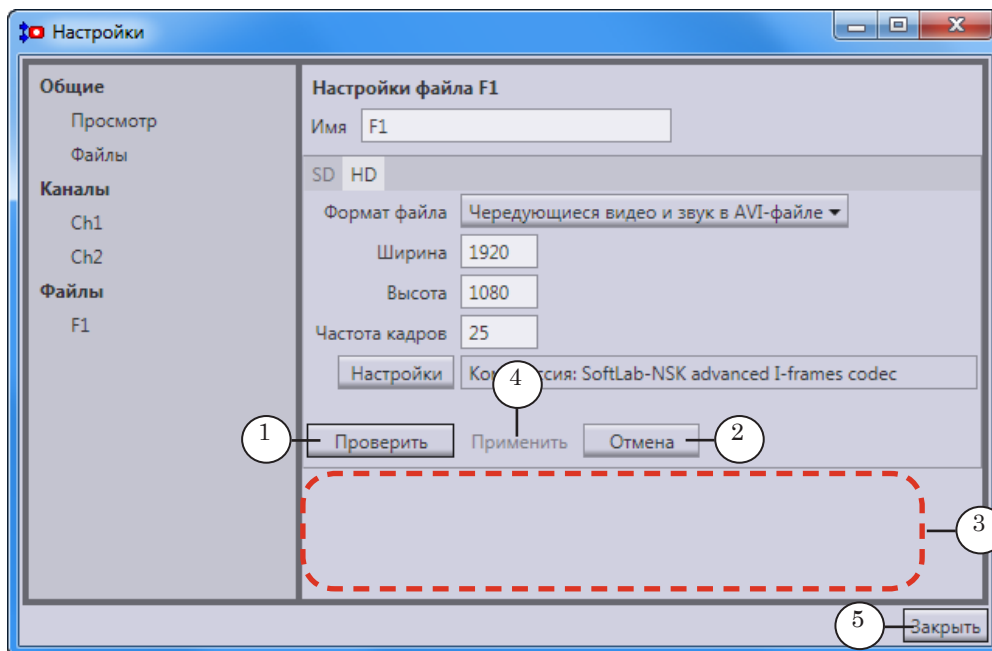 Настройки
Общие
Просмотр
Файлы
Каналы
Ch1
Ch2
Файлы
F1
Настройки файла F1
Имя F1
SD HD
Формат файла Чередующиеся видео и звук в AVI-файле
Ширина 1920
Высота 1080
Частота кадров 25
Настройки SoftLab-NSK advanced I-frames codec
4
1 Проверить Применить Отмена 2
3
5 Закрыть